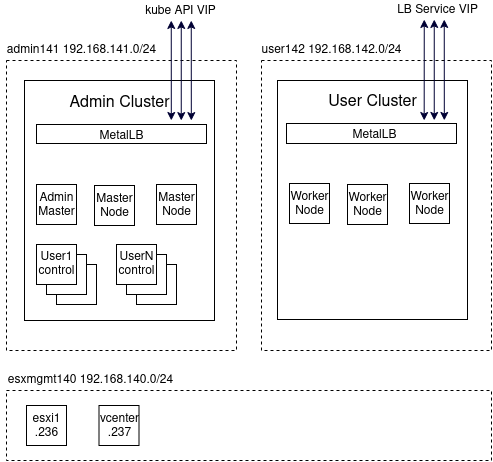 kube API VIP
LB Service VIP
admin141 192.168.141.0/24
user142 192.168.142.0/24
Admin Cluster
User Cluster
MetalLB
MetalLB
Admin
Master
Master
Node
Master
Node
Worker
Node
Worker
Node
Worker
Node
User1
control
UserN
control
esxmgmt140 192.168.140.0/24
esxi1
.236
vcenter
.237